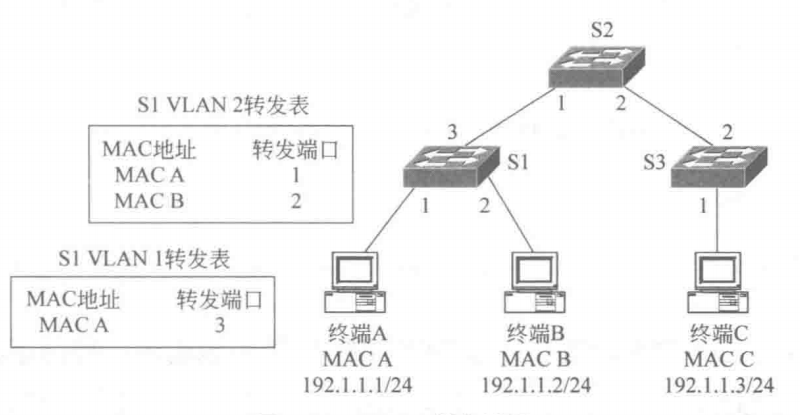 S2
1 2
S1 VLAN 2转发表
MAC地址 转发端口
MAC A 1
MAC B 2
3
S1
1 2
2
S3
1
S1 VLAN 1转发表
MAC地址 转发端口
MAC A 3
终端A
MAC A
192.1.1.1/24
终端B
MAC B
192.1.1.2/24
终端C
MAC C
192.1.1.3/24